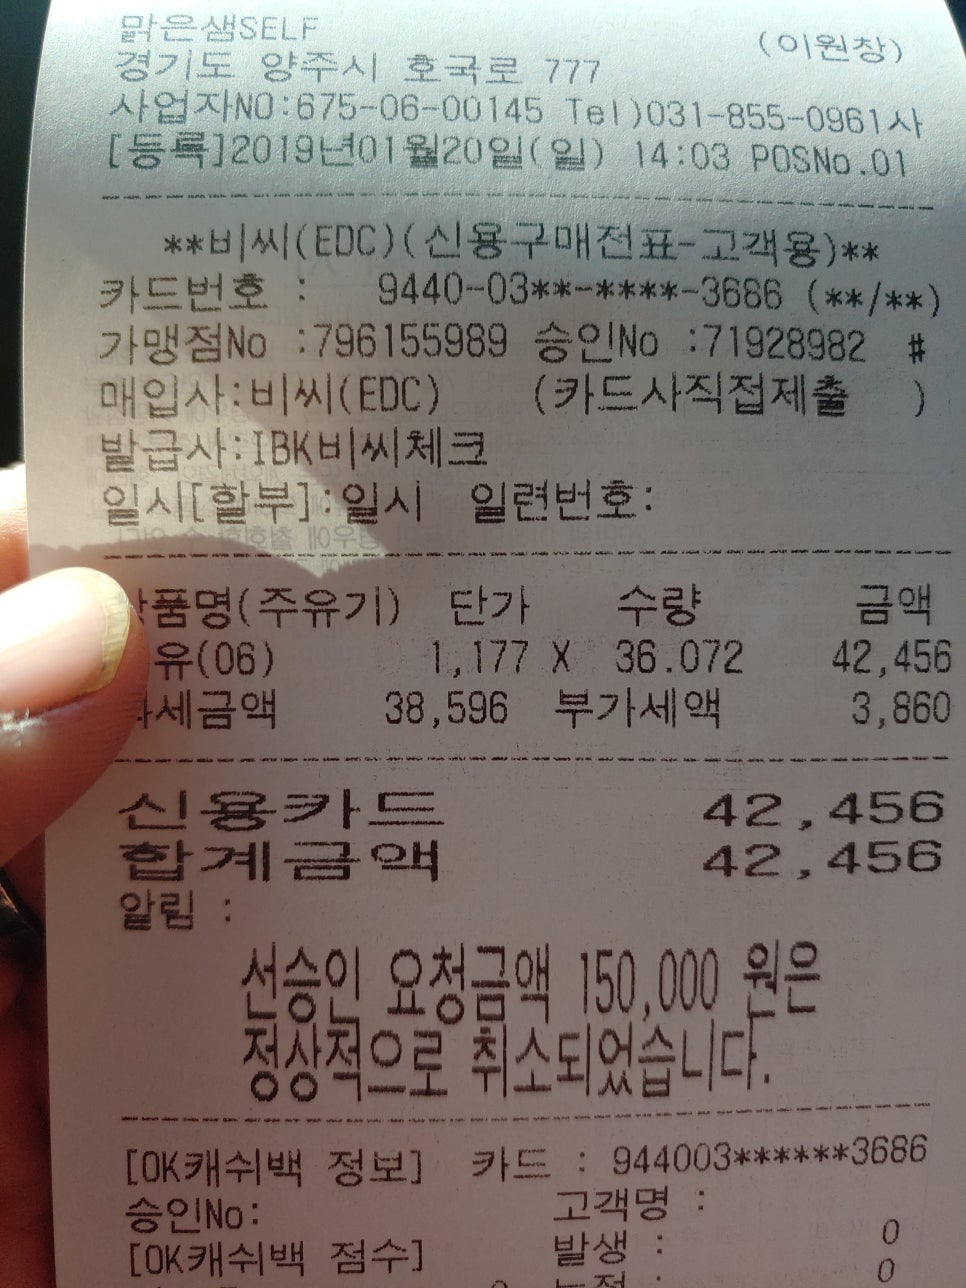 맑은샘SELF (이원창)
경기도 양주시 호국로 777
사업자NO:675-06-00145 Tel)031-855-0961사
[등록]2019년01월20일(일) 14:03 POSNo.01
**비씨(EDC)(신용구매전표-고객용)**
카드번호 : 9440-03**-****-3686 (**/**)
가맹점No :796155989 승인No :71928982 #
매입사:비씨(EDC) (카드사직접제출 )
발급사:IBK비씨체크
일시[할부]:일시 일련번호:
품명(주유기) 단가 수량 금액
유(06) 1,177 X 36.072 42,456
세금액 38,596 부가세액 3,860
신용카드 42,456
합계금액 42,456
알림 :
선승인 요청금액 150,000 원은
정상적으로 취소되었습니다.
[OK캐쉬백 정보] 카드 : 944003******3686
승인No: 고객명 :
[OK캐쉬백 점수] 발생 : 0